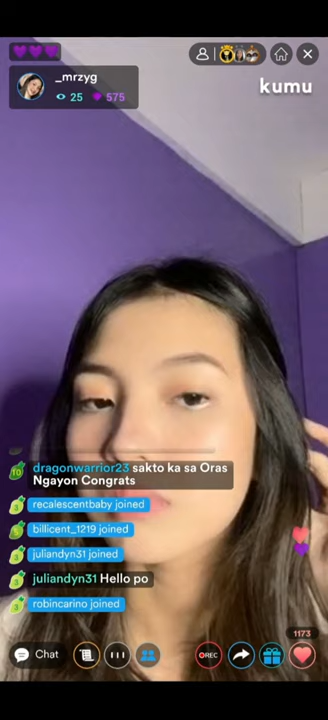 _mrzyg
25 575
kumu
dragonwarrior23 sakto ka sa Oras
Ngayon Congrats
recalescentbaby joined
billicent_1219 joined
juliandyn31 joined
juliandyn31 Hello po
robincarino joined
1173
Chat
REC